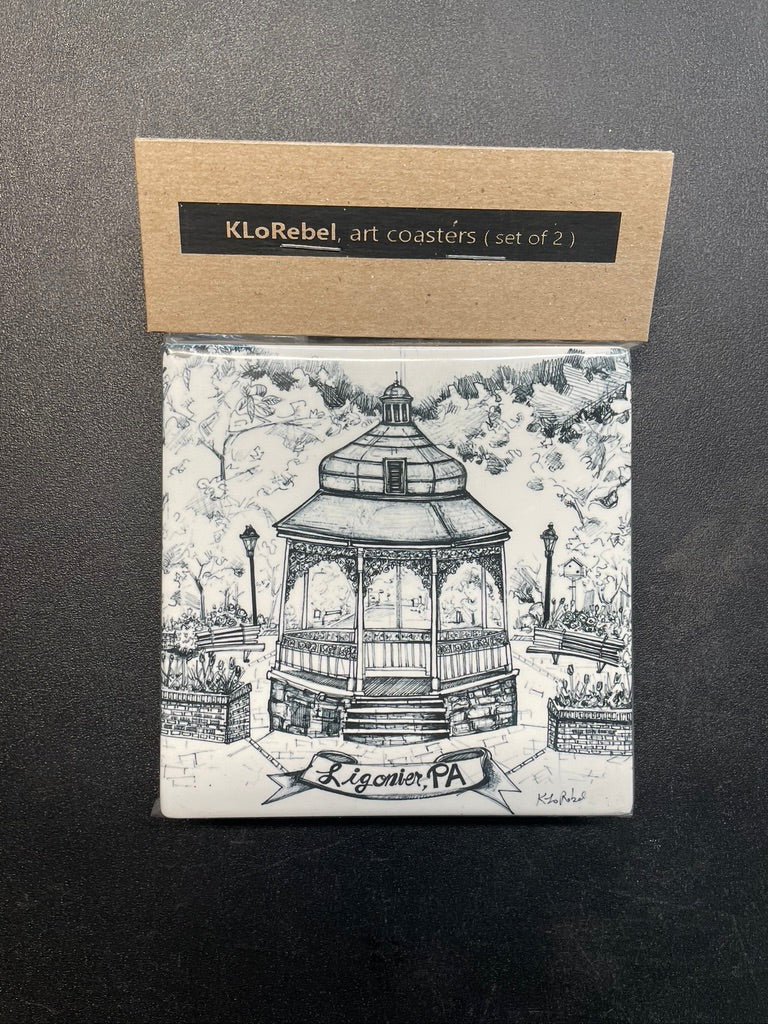 KLoRebel, art coasters ( set of 2 )
Ligonier, PA
KLoRebel